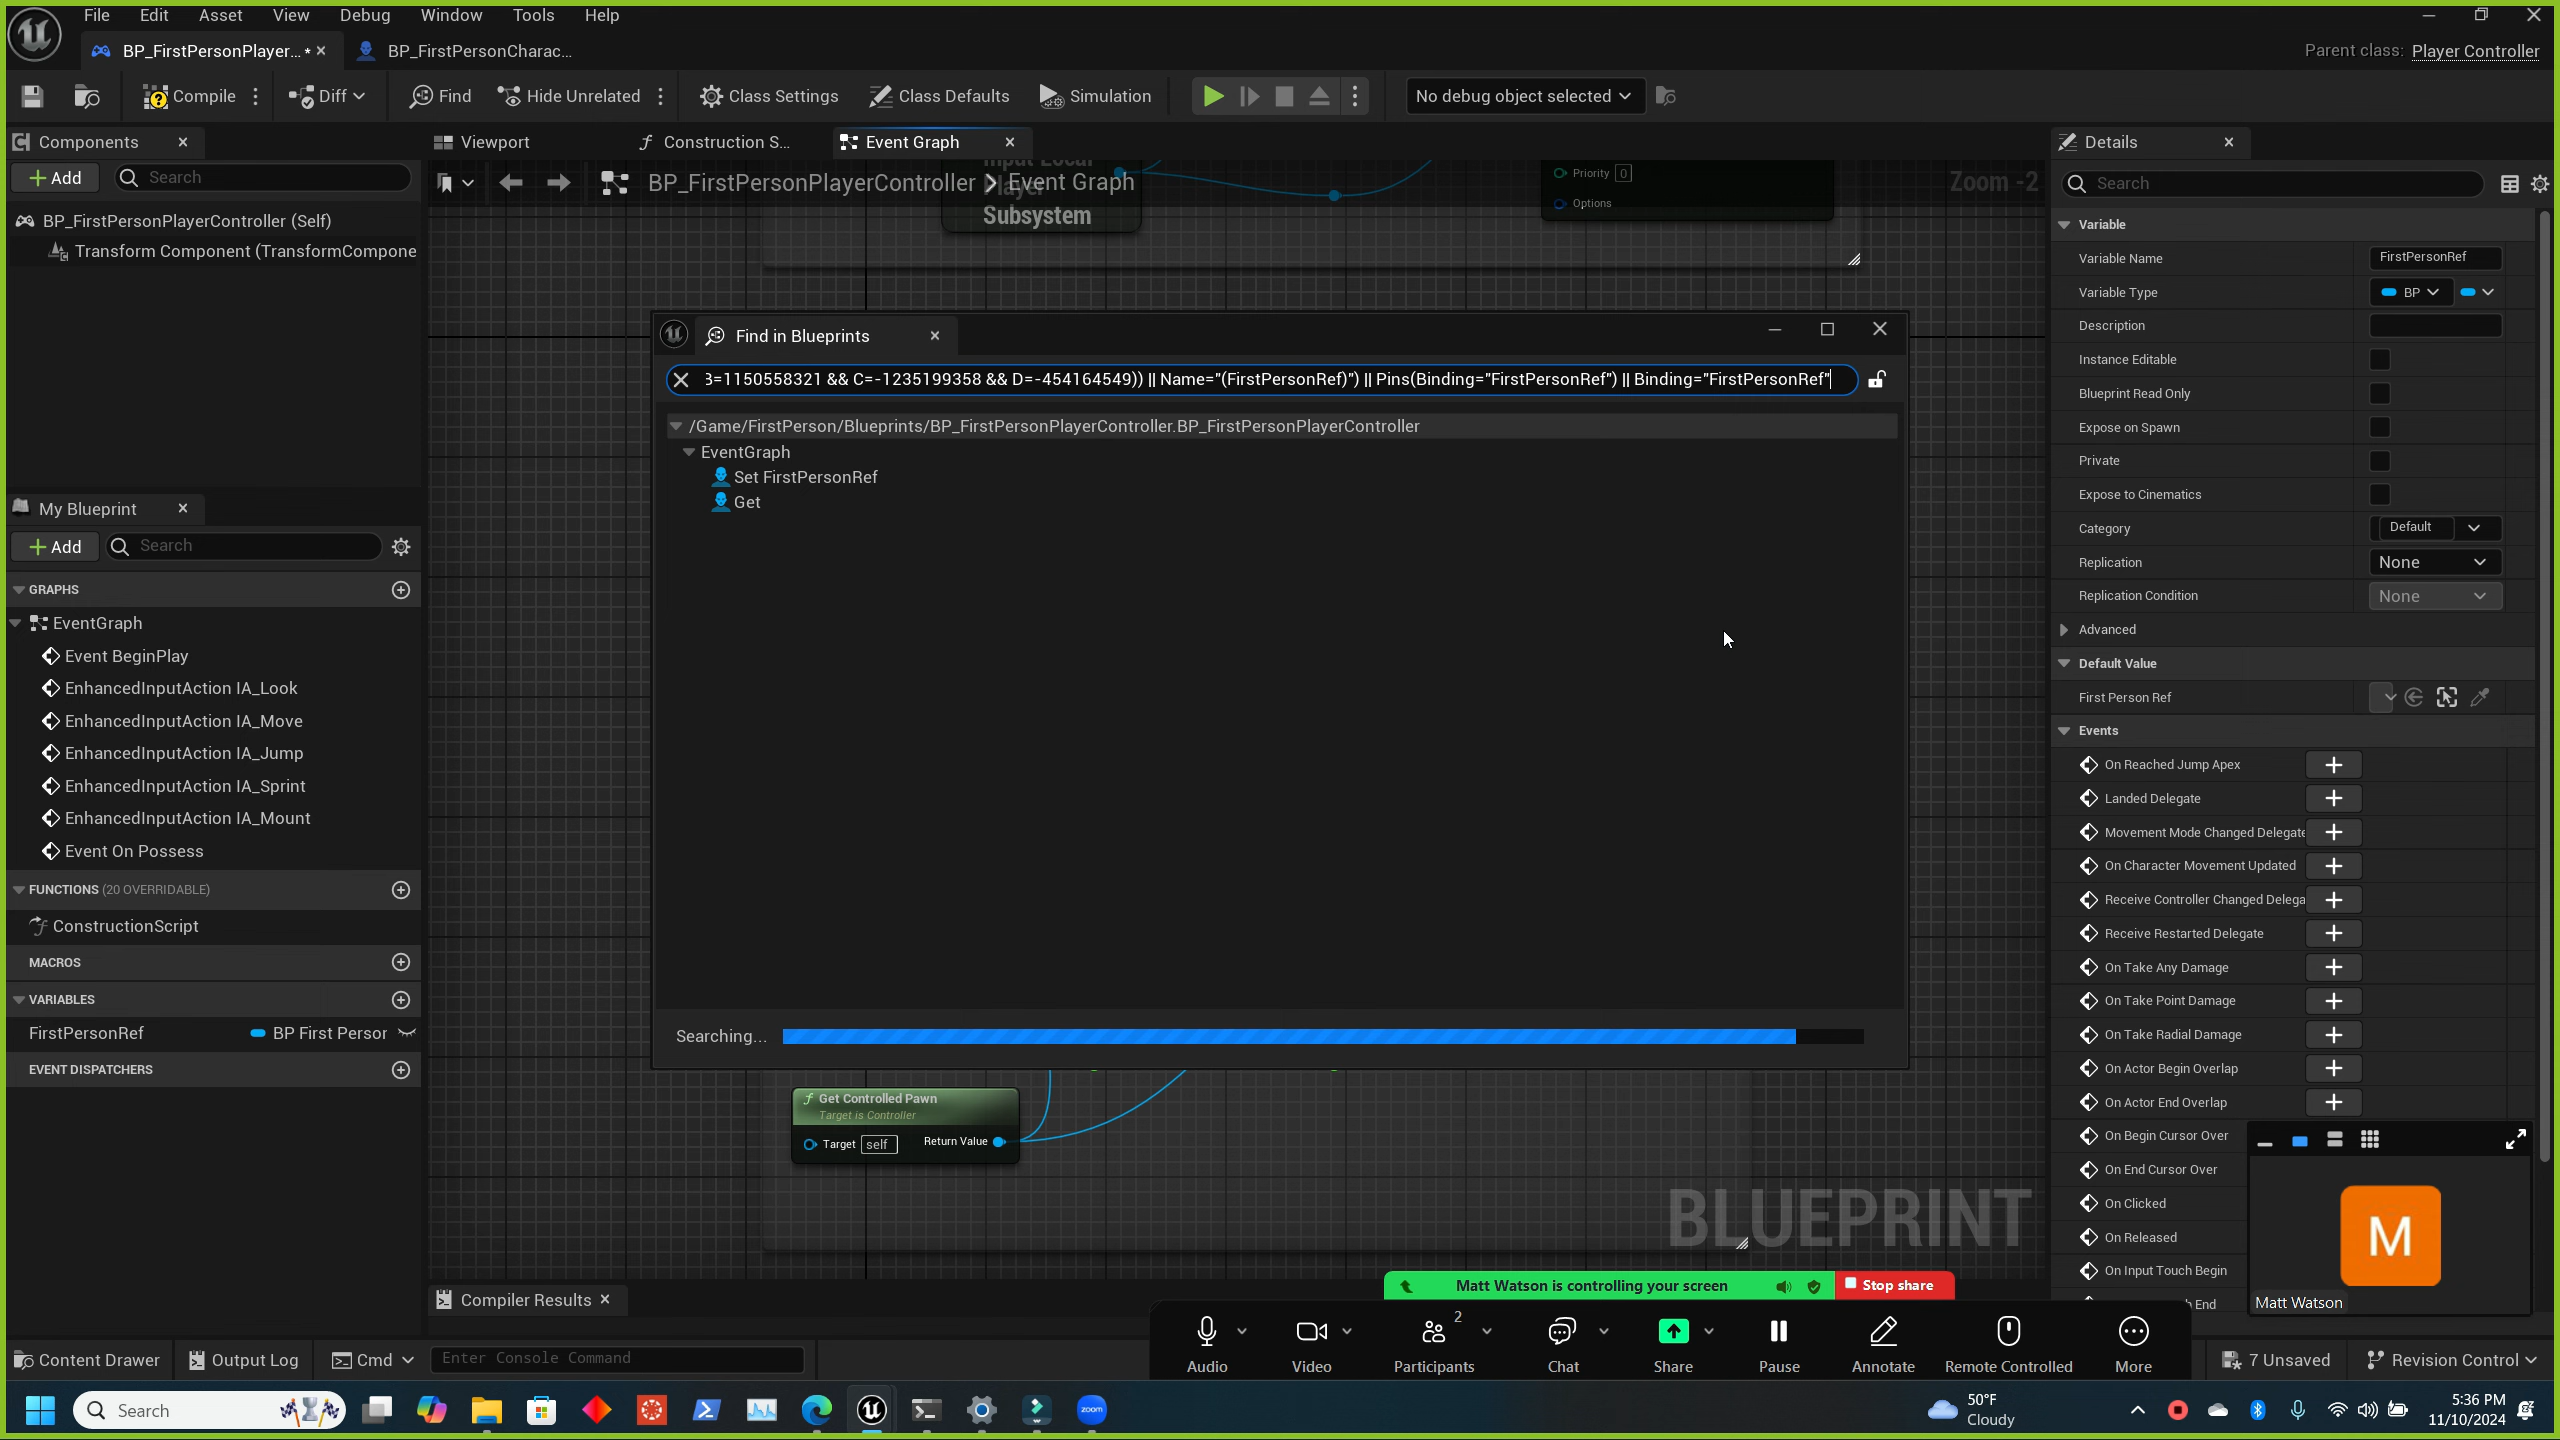 File Edit Asset View Debug Window Tools Help
BP_FirstPersonPlayer... • BP_FirstPersonCharac...
Parent class: Player Controller
Compile Diff Find Hide Unrelated Class Settings Class Defaults Simulation No debug object selected
Components Viewport Construction S... Event Graph Details
Add Search
BP_FirstPersonPlayerController > Event Graph
Zoom -2
Search
BP_FirstPersonPlayerController (Self)
Transform Component (TransformCompone
Input Local
Player
Subsystem
Priority 0
Options
Find in Blueprints
B=1150558321 && C=-1235199358 && D=-454164549)) || Name="(FirstPersonRef)") || Pins(Binding="FirstPersonRef") || Binding="FirstPersonRef"
/Game/FirstPerson/Blueprints/BP_FirstPersonPlayerController.BP_FirstPersonPlayerController
EventGraph
Set FirstPersonRef
Get
Searching...
My Blueprint
Add Search
GRAPHS
EventGraph
Event BeginPlay
EnhancedInputAction IA_Look
EnhancedInputAction IA_Move
EnhancedInputAction IA_Jump
EnhancedInputAction IA_Sprint
EnhancedInputAction IA_Mount
Event On Possess
FUNCTIONS (20 OVERRIDABLE)
ConstructionScript
MACROS
VARIABLES
FirstPersonRef BP First Person
EVENT DISPATCHERS
Get Controlled Pawn
Target is Controller
Target self Return Value
BLUEPRINT
Variable
Variable Name FirstPersonRef
Variable Type BP
Description
Instance Editable
Blueprint Read Only
Expose on Spawn
Private
Expose to Cinematics
Category Default
Replication None
Replication Condition None
Advanced
Default Value
First Person Ref
Events
On Reached Jump Apex
Landed Delegate
Movement Mode Changed Delegate
On Character Movement Updated
Receive Controller Changed Delega
Receive Restarted Delegate
On Take Any Damage
On Take Point Damage
On Take Radial Damage
On Actor Begin Overlap
On Actor End Overlap
On Begin Cursor Over
On End Cursor Over
On Clicked
On Released
On Input Touch Begin
End
M
Matt Watson
Compiler Results
Matt Watson is controlling your screen Stop share
2
Audio Video Participants Chat Share Pause Annotate Remote Controlled More
Content Drawer Output Log Cmd Enter Console Command
7 Unsaved Revision Control
Search
zoom
50°F
Cloudy
5:36 PM
11/10/2024